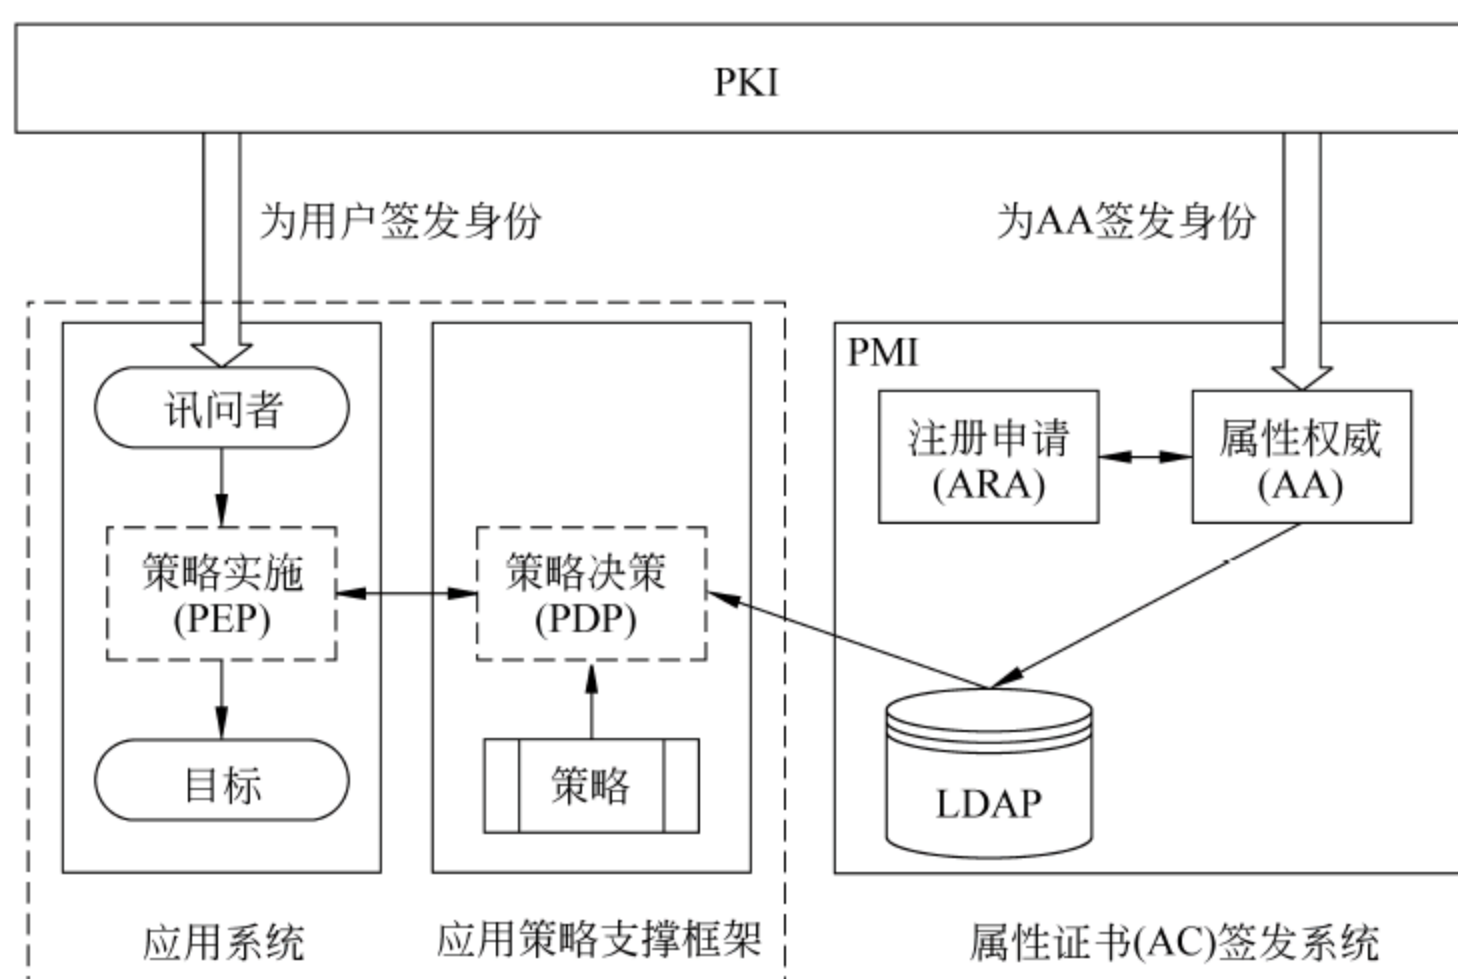 PKI
为用户签发身份
为AA签发身份
PMI
讯问者
注册申请
(ARA)
属性权威
(AA)
策略实施
(PEP)
策略决策
(PDP)
目标
策略
LDAP
应用系统
应用策略支撑框架
属性证书(AC)签发系统